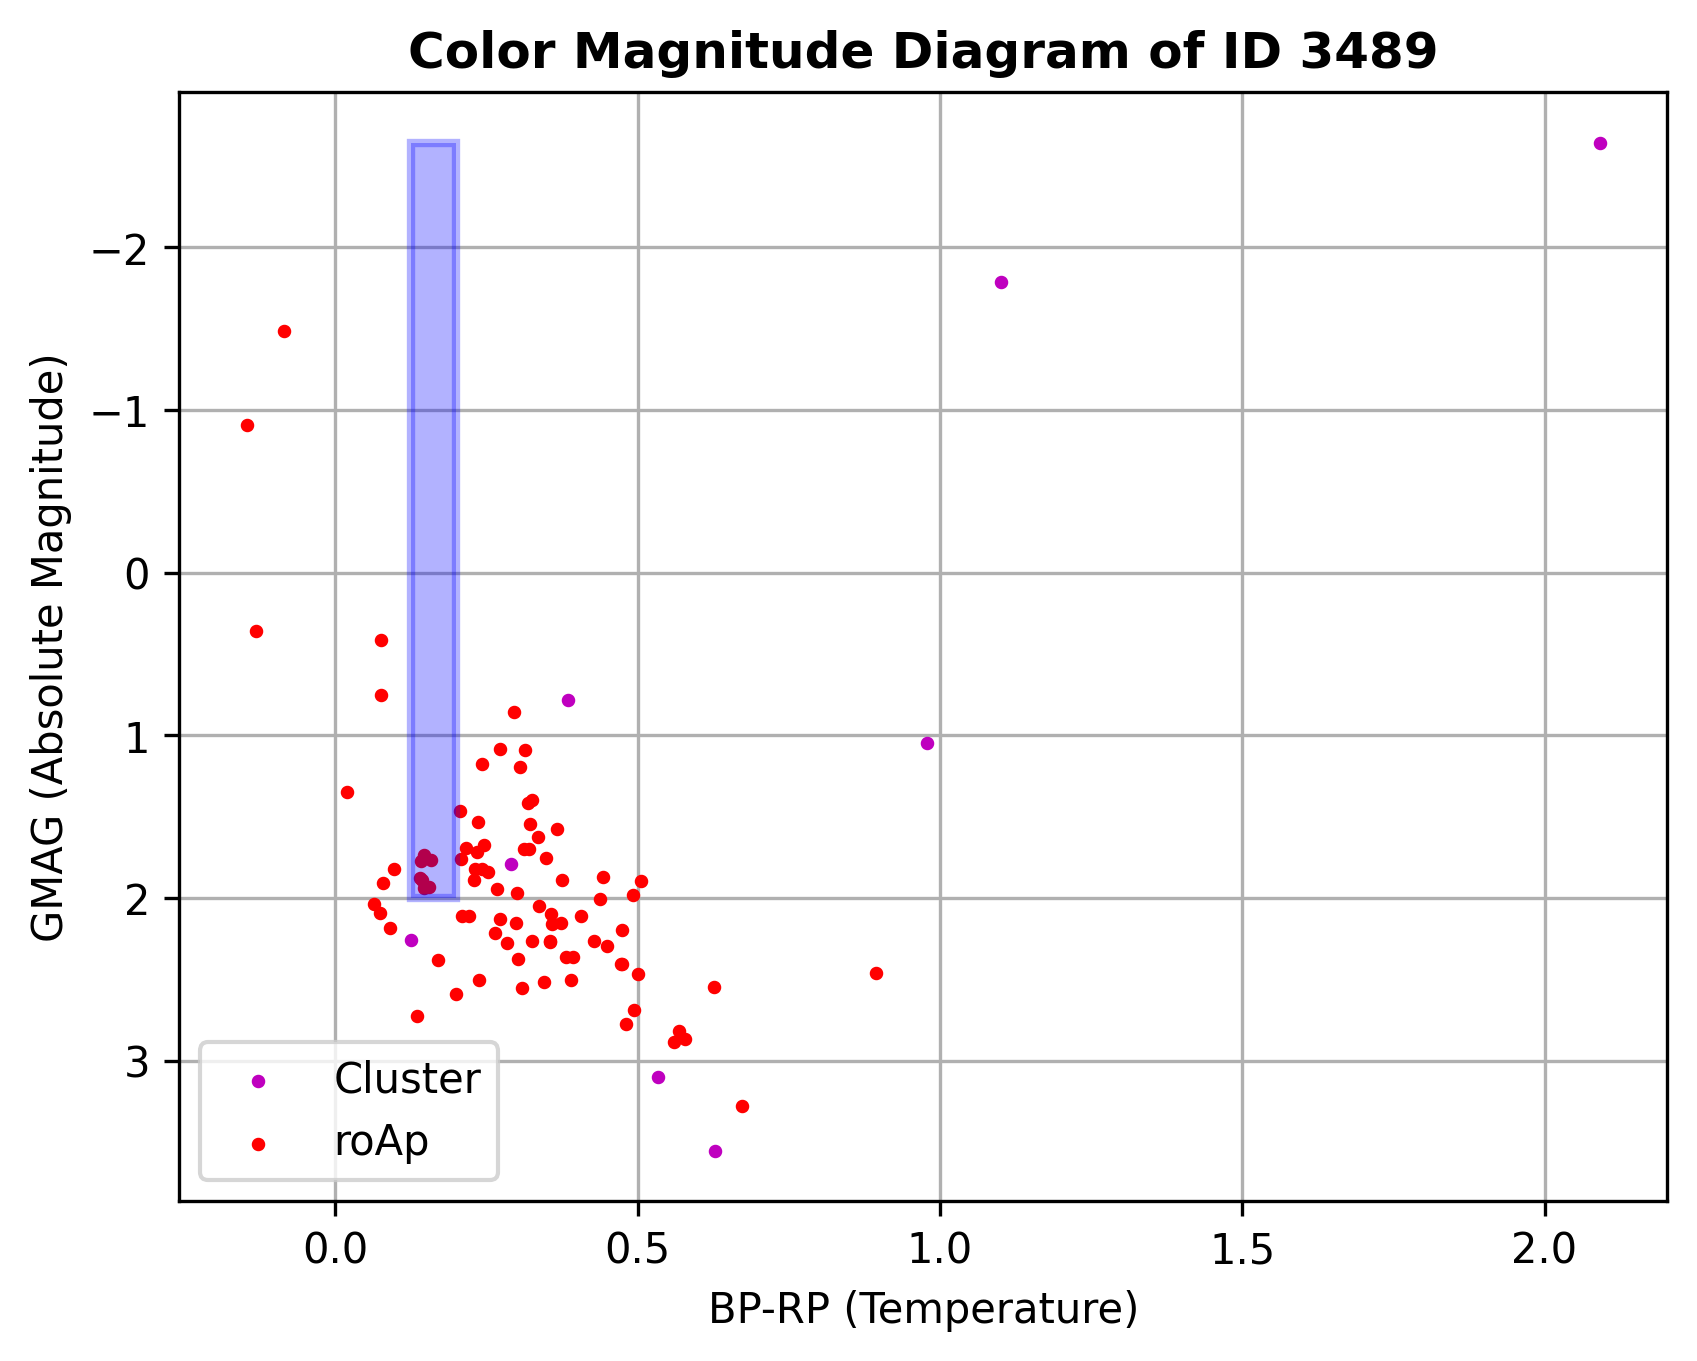 Color Magnitude Diagram of ID 3489
GMAG (Absolute Magnitude)
−2
−1
0
1
2
3
Cluster
roAp
0.0 0.5 1.0 1.5 2.0
BP-RP (Temperature)